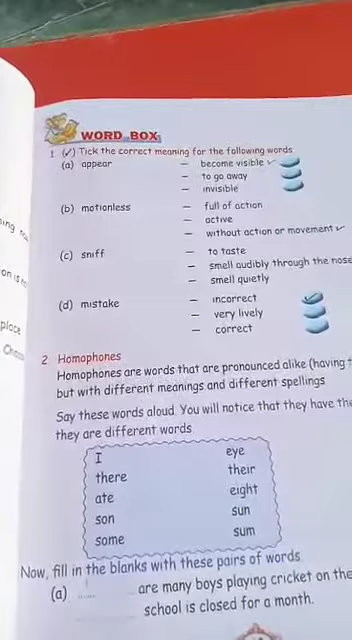 WORD BOX
1 (✓) Tick the correct meaning for the following words
(a) appear – become visible ✓
– to go away
– invisible
(b) motionless – full of action
– active
– without action or movement ✓
(c) sniff – to taste
– smell audibly through the nose
– smell quietly
(d) mistake – incorrect
– very lively
– correct
2 Homophones
Homophones are words that are pronounced alike (having
but with different meanings and different spellings
Say these words aloud. You will notice that they have the
they are different words
I eye
there their
ate eight
son sun
some sum
Now, fill in the blanks with these pairs of words
(a) are many boys playing cricket on the
school is closed for a month.
place